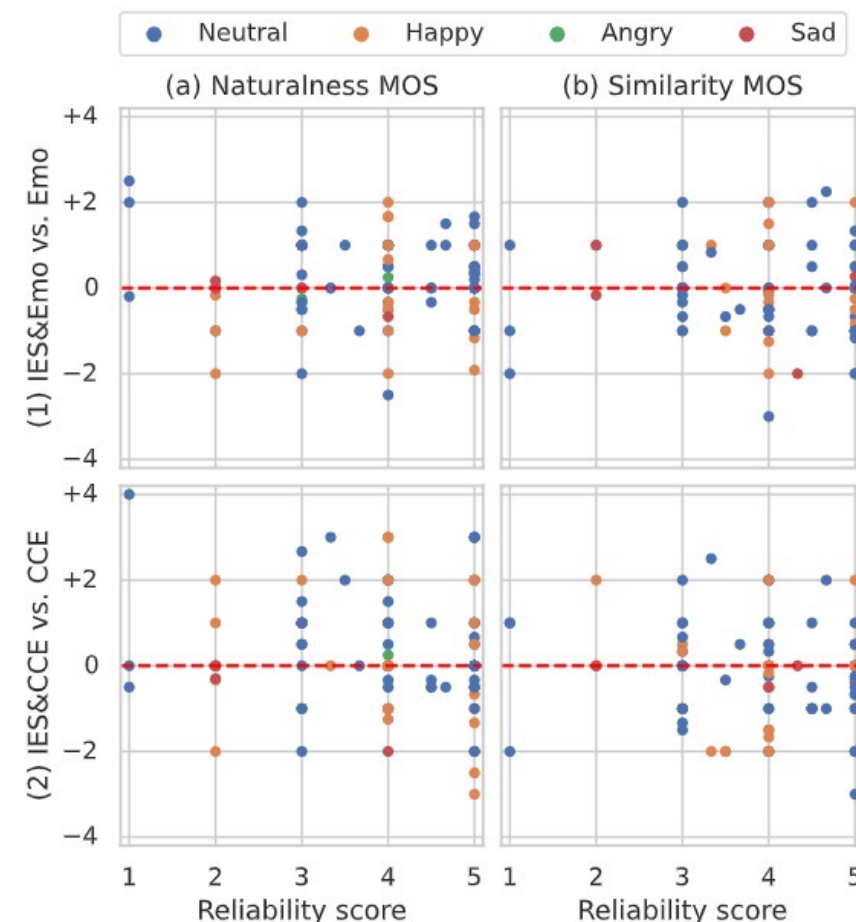 Neutral Happy Angry Sad
(a) Naturalness MOS (b) Similarity MOS
(1) IES&Emo vs. Emo
+4
+2
0
−2
−4
(2) IES&CCE vs. CCE
+4
+2
0
−2
−4
1 2 3 4 5 1 2 3 4 5
Reliability score Reliability score